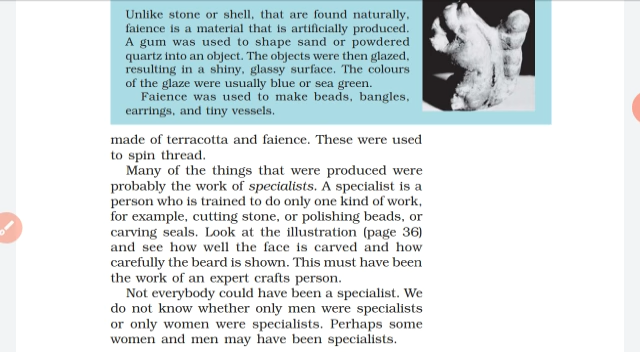 Unlike stone or shell, that are found naturally,
faience is a material that is artificially produced.
A gum was used to shape sand or powdered
quartz into an object. The objects were then glazed,
resulting in a shiny, glassy surface. The colours
of the glaze were usually blue or sea green.
Faience was used to make beads, bangles,
earrings, and tiny vessels.
made of terracotta and faience. These were used
to spin thread.
Many of the things that were produced were
probably the work of specialists. A specialist is a
person who is trained to do only one kind of work,
for example, cutting stone, or polishing beads, or
carving seals. Look at the illustration (page 36)
and see how well the face is carved and how
carefully the beard is shown. This must have been
the work of an expert crafts person.
Not everybody could have been a specialist. We
do not know whether only men were specialists
or only women were specialists. Perhaps some
women and men may have been specialists.